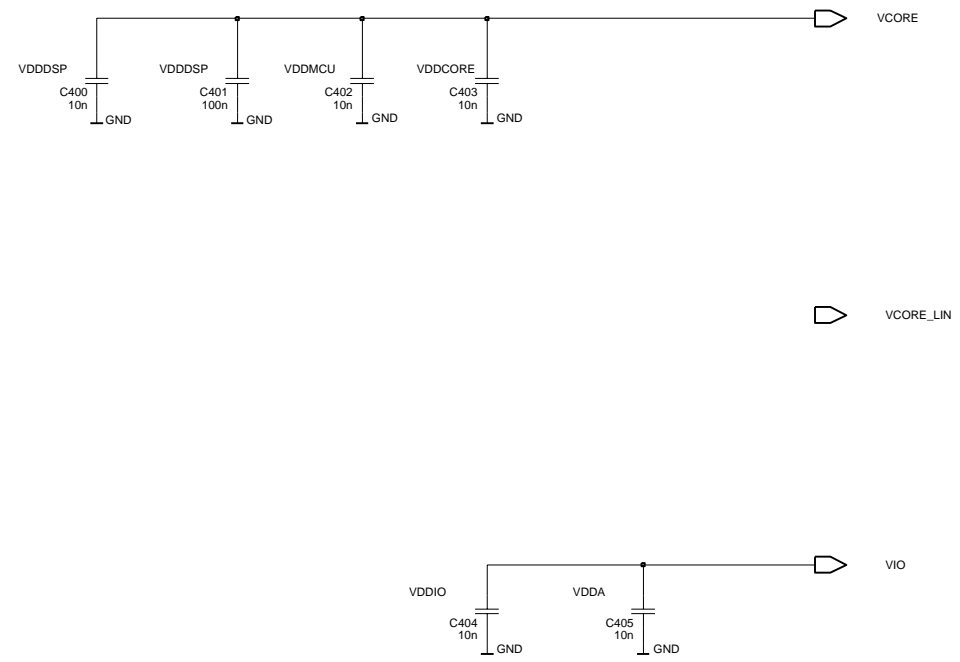 VCORE
VDDDSP VDDDSP VDDMCU VDDCORE
C400 C401 C402 C403
10n 100n 10n 10n
GND GND GND GND
VCORE_LIN
VIO
VDDIO VDDA
C404 C405
10n 10n
GND GND